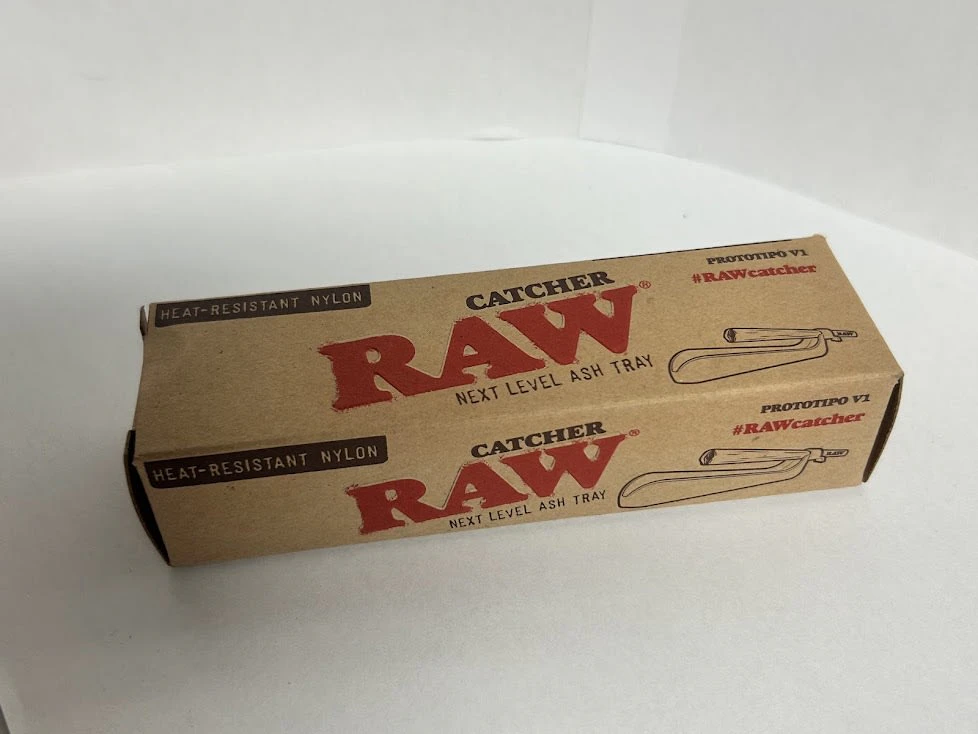 HEAT-RESISTANT NYLON
CATCHER
RAW®
NEXT LEVEL ASH TRAY
PROTOTIPO V1
#RAWcatcher
RAW
HEAT-RESISTANT NYLON
CATCHER
RAW®
NEXT LEVEL ASH TRAY
PROTOTIPO V1
#RAWcatcher
RAW